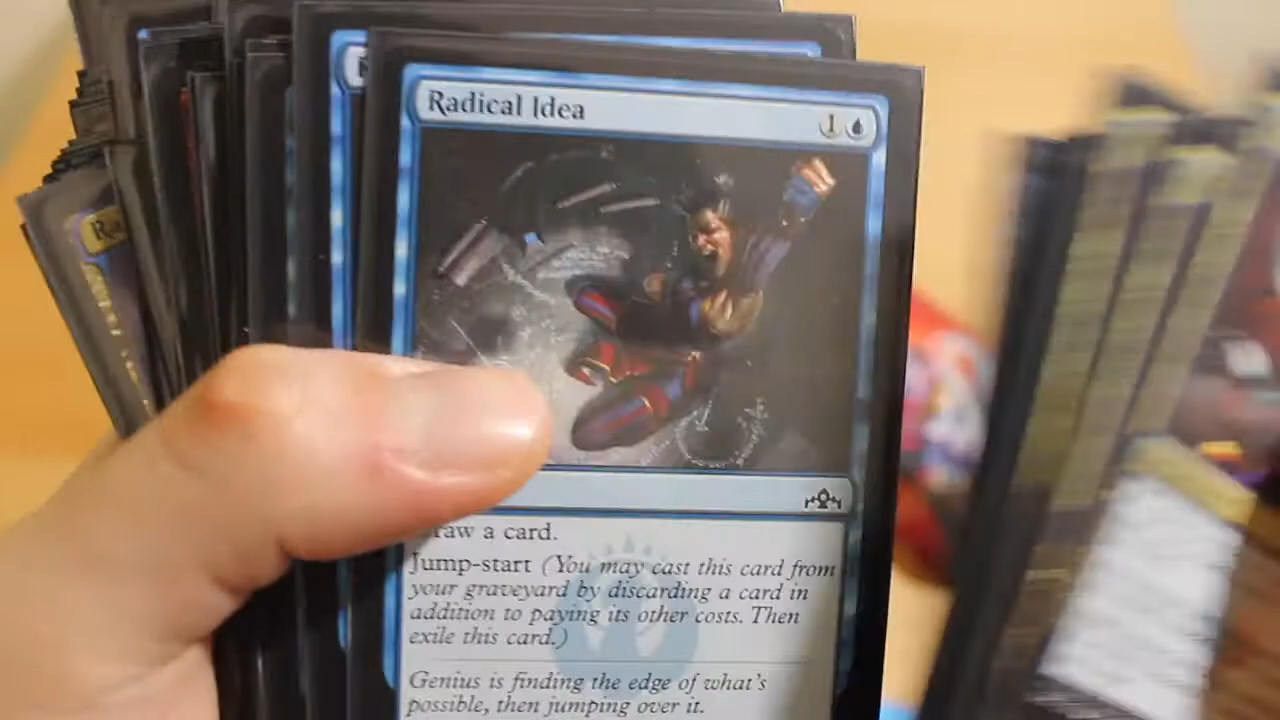 Radical Idea 1
raw a card.
Jump-start (You may cast this card from
your graveyard by discarding a card in
addition to paying its other costs. Then
exile this card.)
Genius is finding the edge of what's
possible, then jumping over it.